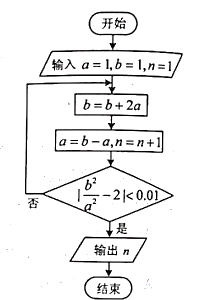 开始
输入 a=1,b=1,n=1
b=b+2a
a=b-a,n=n+1
|b²/a²-2|<0.01
否
是
输出 n
结束